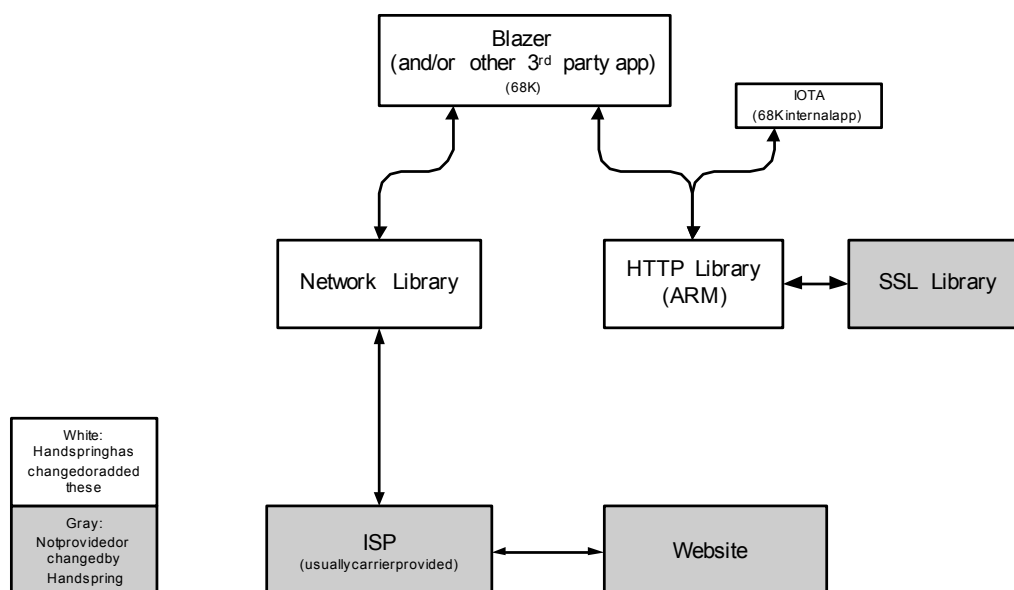 Blazer
(and/or other 3rd party app)
(68K)
IOTA
(68Kinternalapp)
Network Library
HTTP Library
(ARM)
SSL Library
White:
Handspringhas
changedoradded
these
Gray:
Notprovidedor
changedby
Handspring
ISP
(usuallycarrierprovided)
Website